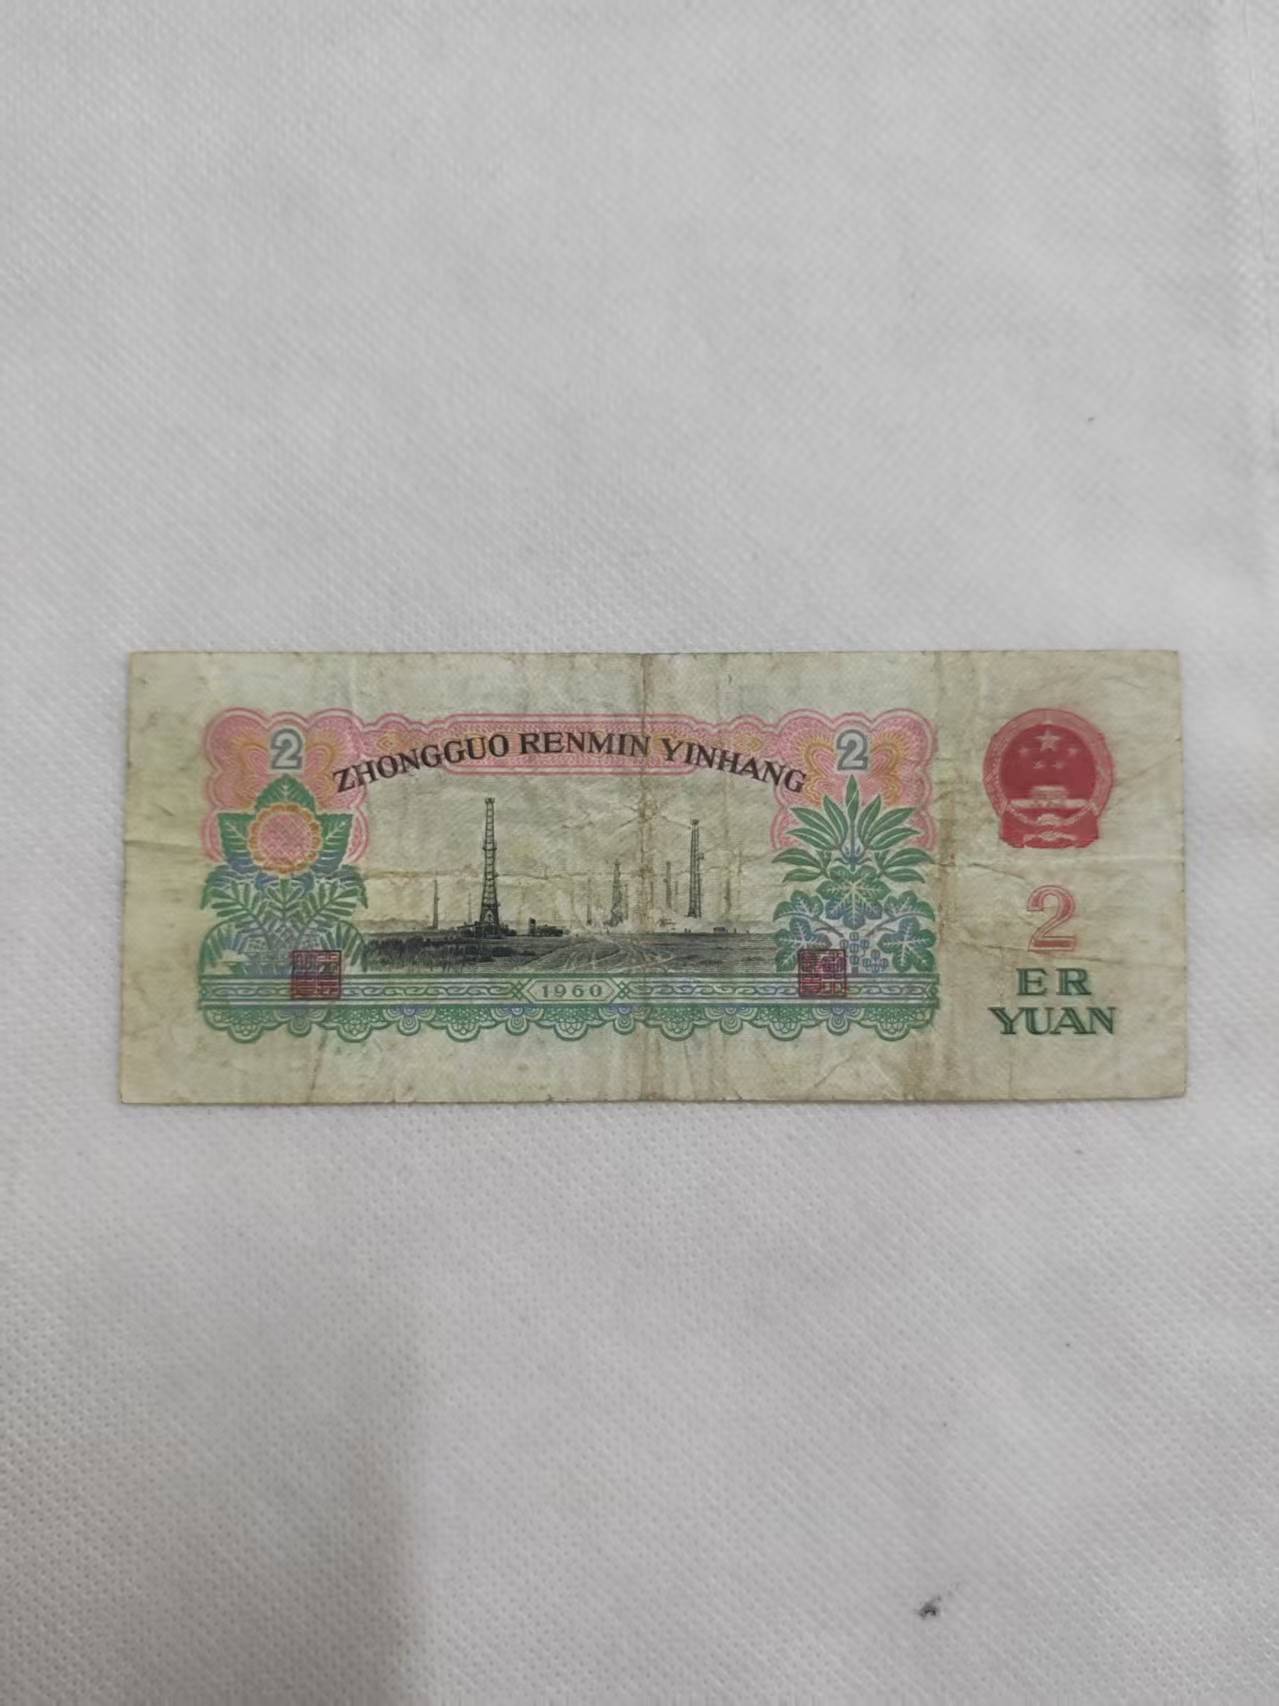 2 ZHONGGUO RENMIN YINHANG 2
2
ER
YUAN
1960